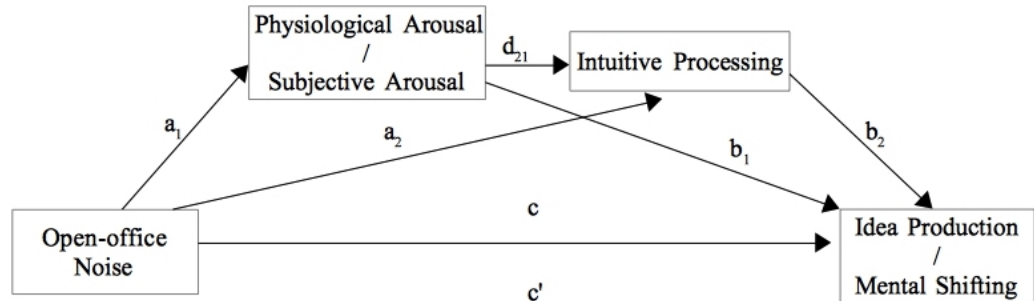 Physiological Arousal
/
Subjective Arousal
d21
Intuitive Processing
a1
a2
b1
b2
Open-office
Noise
c
c'
Idea Production
/
Mental Shifting